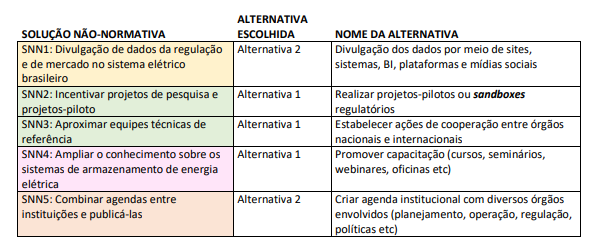 ALTERNATIVA
SOLUÇÃO NÃO-NORMATIVA ESCOLHIDA NOME DA ALTERNATIVA
SNN1: Divulgação de dados da regulação Alternativa 2 Divulgação dos dados por meio de sites,
e de mercado no sistema elétrico sistemas, BI, plataformas e mídias sociais
brasileiro
SNN2: Incentivar projetos de pesquisa e Alternativa 1 Realizar projetos-pilotos ou sandboxes
projetos-piloto regulatórios
SNN3: Aproximar equipes técnicas de Alternativa 1 Estabelecer ações de cooperação entre órgãos
referência nacionais e internacionais
SNN4: Ampliar o conhecimento sobre os Alternativa 1 Promover capacitação (cursos, seminários,
sistemas de armazenamento de energia webinares, oficinas etc)
elétrica
SNN5: Combinar agendas entre Alternativa 2 Criar agenda institucional com diversos órgãos
instituições e publicá-las envolvidos (planejamento, operação, regulação,
políticas etc)